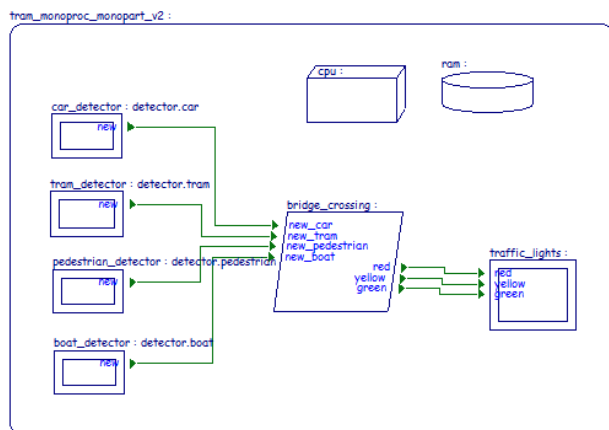 tram_monoproc_monopart_v2 :
cpu :
ram :
car_detector : detector.car
new
tram_detector : detector.tram
new
pedestrian_detector : detector.pedestrian
new
boat_detector : detector.boat
new
bridge_crossing :
new_car
new_tram
new_pedestrian
new_boat
red
yellow
green
traffic_lights :
red
yellow
green